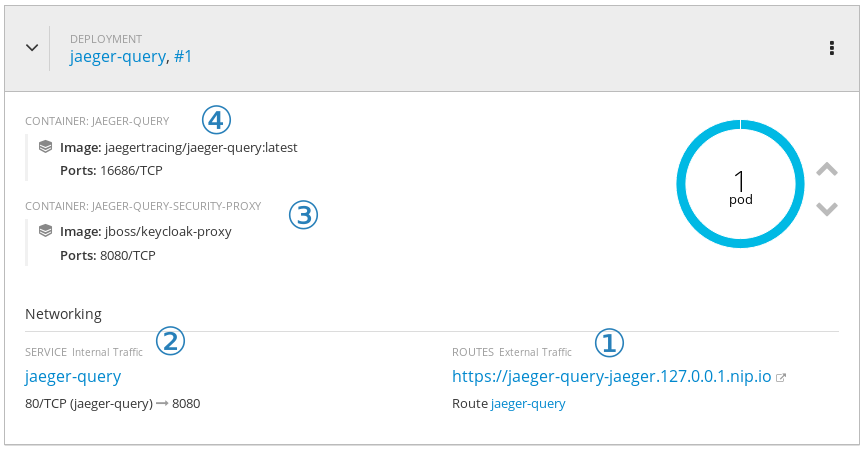 DEPLOYMENT
jaeger-query, #1
CONTAINER: JAEGER-QUERY ④
Image: jaegertracing/jaeger-query:latest
Ports: 16686/TCP
CONTAINER: JAEGER-QUERY-SECURITY-PROXY ③
Image: jboss/keycloak-proxy
Ports: 8080/TCP
1
pod
Networking
SERVICE Internal Traffic ②
jaeger-query
80/TCP (jaeger-query) → 8080
ROUTES External Traffic ①
https://jaeger-query-jaeger.127.0.0.1.nip.io
Route jaeger-query